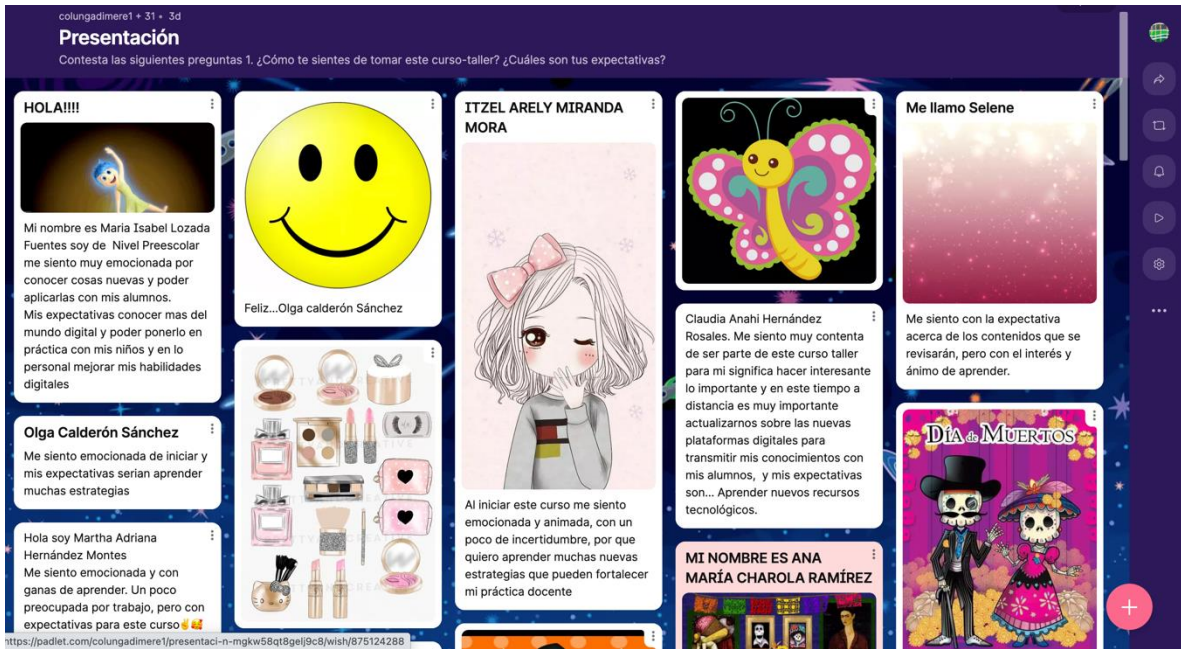 colungadimere1 + 31 • 3d
Presentación
Contesta las siguientes preguntas 1. ¿Cómo te sientes de tomar este curso-taller? ¿Cuáles son tus expectativas?
HOLA!!!!
Mi nombre es Maria Isabel Lozada
Fuentes soy de Nivel Preescolar
me siento muy emocionada por
conocer cosas nuevas y poder
aplicarlas con mis alumnos.
Mis expectativas conocer mas del
mundo digital y poder ponerlo en
práctica con mis niños y en lo
personal mejorar mis habilidades
digitales
Olga Calderón Sánchez
Me siento emocionada de iniciar y
mis expectativas serian aprender
muchas estrategias
Hola soy Martha Adriana
Hernández Montes
Me siento emocionada y con
ganas de aprender. Un poco
preocupada por trabajo, pero con
expectativas para este curso✌🥰
Feliz...Olga calderón Sánchez
ITZEL ARELY MIRANDA
MORA
Al iniciar este curso me siento
emocionada y animada, con un
poco de incertidumbre, por que
quiero aprender muchas nuevas
estrategias que pueden fortalecer
mi práctica docente
Claudia Anahi Hernández
Rosales. Me siento muy contenta
de ser parte de este curso taller
para mi significa hacer interesante
lo importante y en este tiempo a
distancia es muy importante
actualizarnos sobre las nuevas
plataformas digitales para
transmitir mis conocimientos con
mis alumnos, y mis expectativas
son... Aprender nuevos recursos
tecnológicos.
MI NOMBRE ES ANA
MARÍA CHAROLA RAMÍREZ
Me llamo Selene
Me siento con la expectativa
acerca de los contenidos que se
revisarán, pero con el interés y
ánimo de aprender.
DÍA de MUERTOS
https://padlet.com/colungadimere1/presentaci-n-mgkw58qt8gelj9c8/wish/875124288